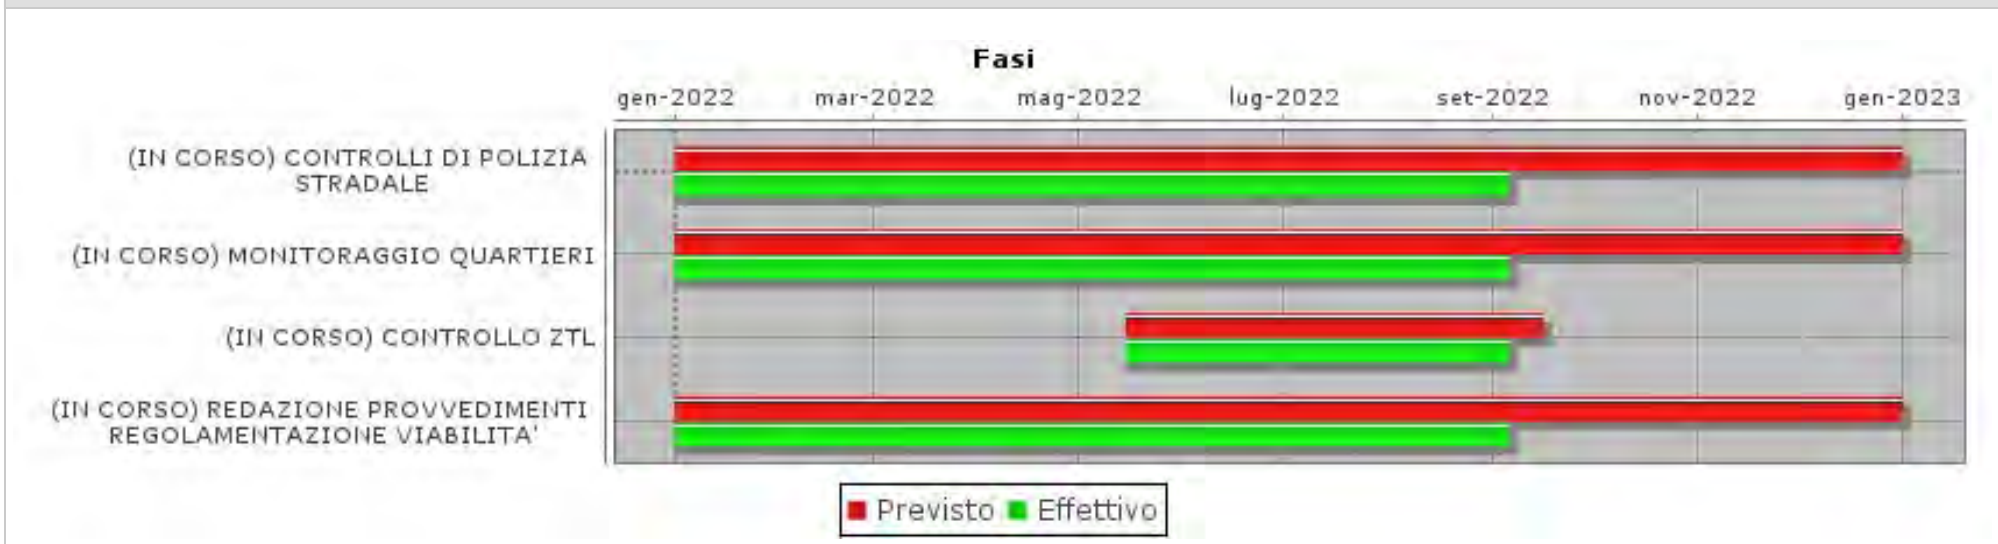 Fasi
gen-2022 mar-2022 mag-2022 lug-2022 set-2022 nov-2022 gen-2023
(IN CORSO) CONTROLLI DI POLIZIA
STRADALE
(IN CORSO) MONITORAGGIO QUARTIERI
(IN CORSO) CONTROLLO ZTL
(IN CORSO) REDAZIONE PROVVEDIMENTI
REGOLAMENTAZIONE VIABILITA'
Previsto Effettivo